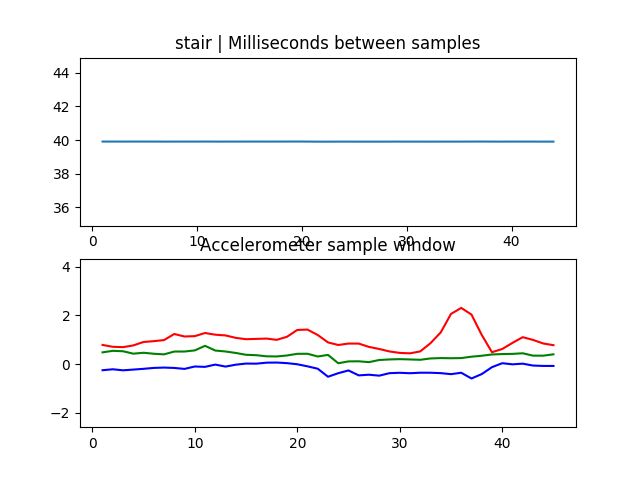 stair | Milliseconds between samples
44
42
40
38
36
0 10 20 30 40
Accelerometer sample window
4
2
0
−2
0 10 20 30 40